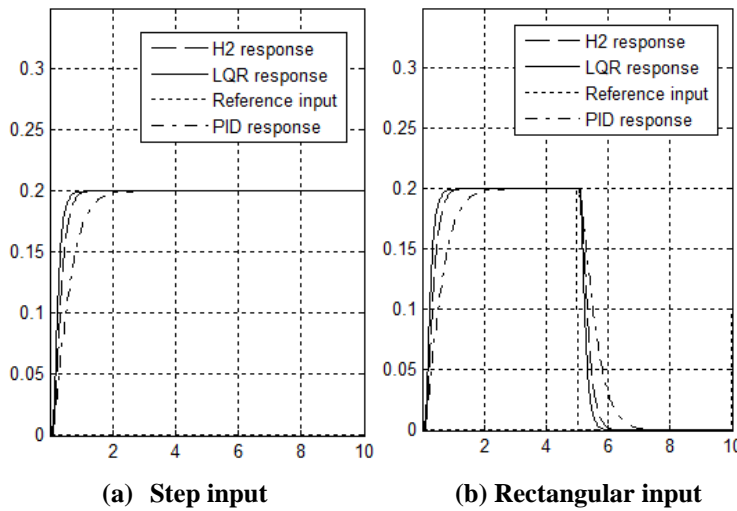 H2 response
LQR response
Reference input
PID response
0.3
0.25
0.2
0.15
0.1
0.05
0
2
4
6
8
10
(a) Step input
H2 response
LQR response
Reference input
PID response
0.3
0.25
0.2
0.15
0.1
0.05
0
2
4
6
8
10
(b) Rectangular input